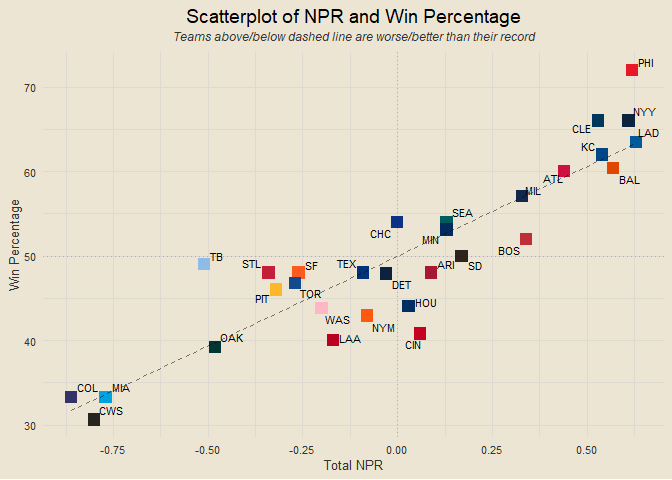 Scatterplot of NPR and Win Percentage
Teams above/below dashed line are worse/better than their record
PHI
70
NYY
CLE
LAD
KC
60
ATL
BAL
MIL
SEA
CHC
MIN
BOS
50
TB
STL
SF
TEX
ARI
SD
DET
PIT
TOR
HOU
WAS
NYM
CIN
LAA
OAK
40
COL
MIA
CWS
30
-0.75
-0.50
-0.25
0.00
0.25
0.50
Total NPR
Win Percentage